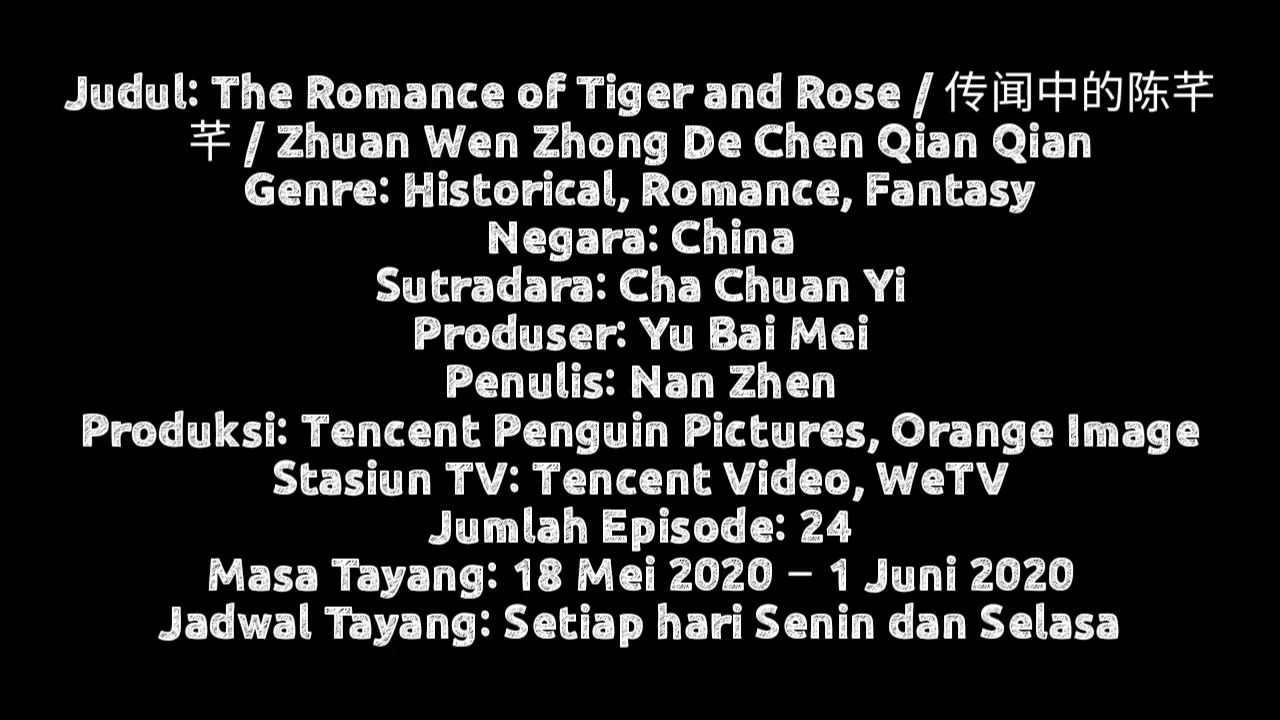 Judul: The Romance of Tiger and Rose / 传闻中的陈芊
芊 / Zhuan Wen Zhong De Chen Qian Qian
Genre: Historical, Romance, Fantasy
Negara: China
Sutradara: Cha Chuan Yi
Produser: Yu Bai Mei
Penulis: Nan Zhen
Produksi: Tencent Penguin Pictures, Orange Image
Stasiun TV: Tencent Video, WeTV
Jumlah Episode: 24
Masa Tayang: 18 Mei 2020 – 1 Juni 2020
Jadwal Tayang: Setiap hari Senin dan Selasa